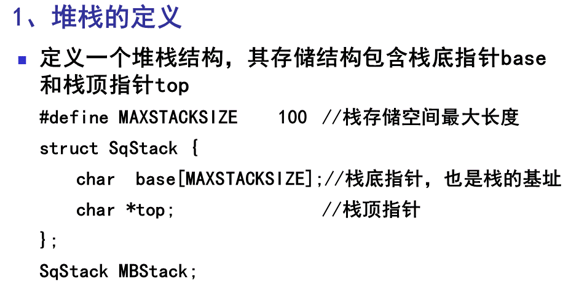 1、堆栈的定义
定义一个堆栈结构，其存储结构包含栈底指针base
和栈顶指针top
#define MAXSTACKSIZE 100 //栈存储空间最大长度
struct SqStack {
char base[MAXSTACKSIZE];//栈底指针，也是栈的基址
char *top; //栈顶指针
};
SqStack MBStack;